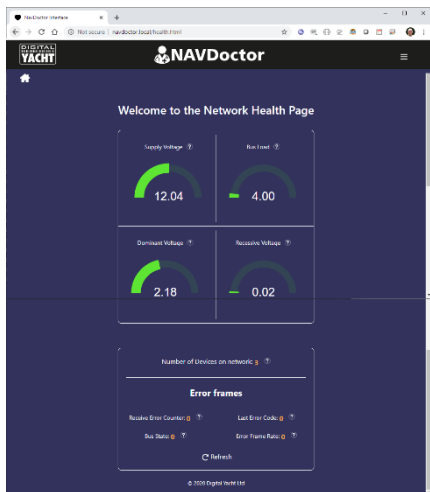 NavDoctor Interface
Not secure | navdoctor.local/health.html
DIGITAL
YACHT
NAVDoctor
Welcome to the Network Health Page
Supply Voltage ?
Bus Load ?
12.04
4.00
Dominant Voltage ?
Recessive Voltage ?
2.18
0.02
Number of Devices on network: 3 ?
Error frames
Receive Error Counter: 0 ?
Last Error Code: 0 ?
Bus State: 0 ?
Error Frame Rate: 0 ?
Refresh
© 2020 Digital Yacht Ltd